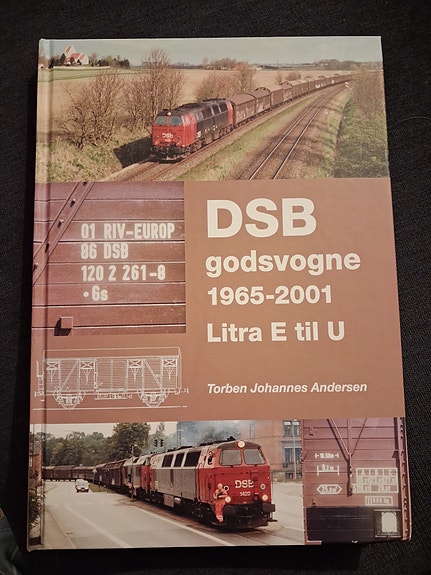 01 RIV-EUROP
86 DSB
120 2 261-8
•Gs
DSB
godsvogne
1965-2001
Litra E til U
Torben Johannes Andersen
DSB